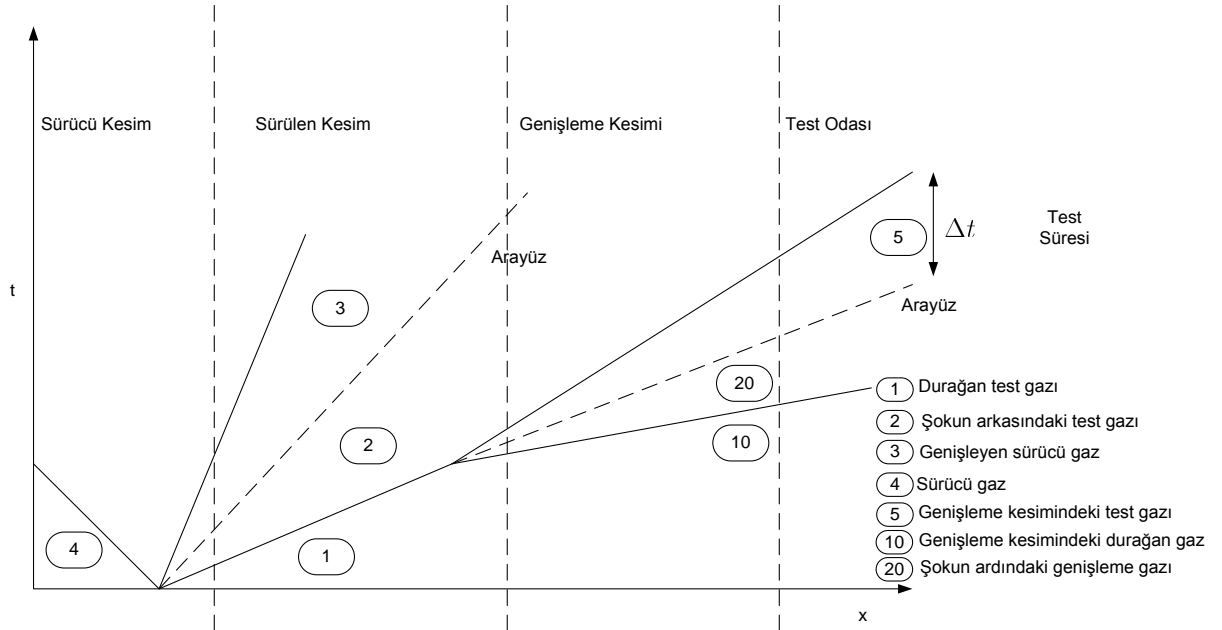 Sürücü Kesim
Sürülen Kesim
Genişleme Kesimi
Test Odası
Arayüz
5
Δt
Test
Süresi
t
3
Arayüz
20
2
10
1 Durağan test gazı
2 Şokun arkasındaki test gazı
3 Genişleyen sürücü gaz
4 Sürücü gaz
5 Genişleme kesimindeki test gazı
10 Genişleme kesimindeki durağan gaz
20 Şokun ardındaki genişleme gazı
4
1
x